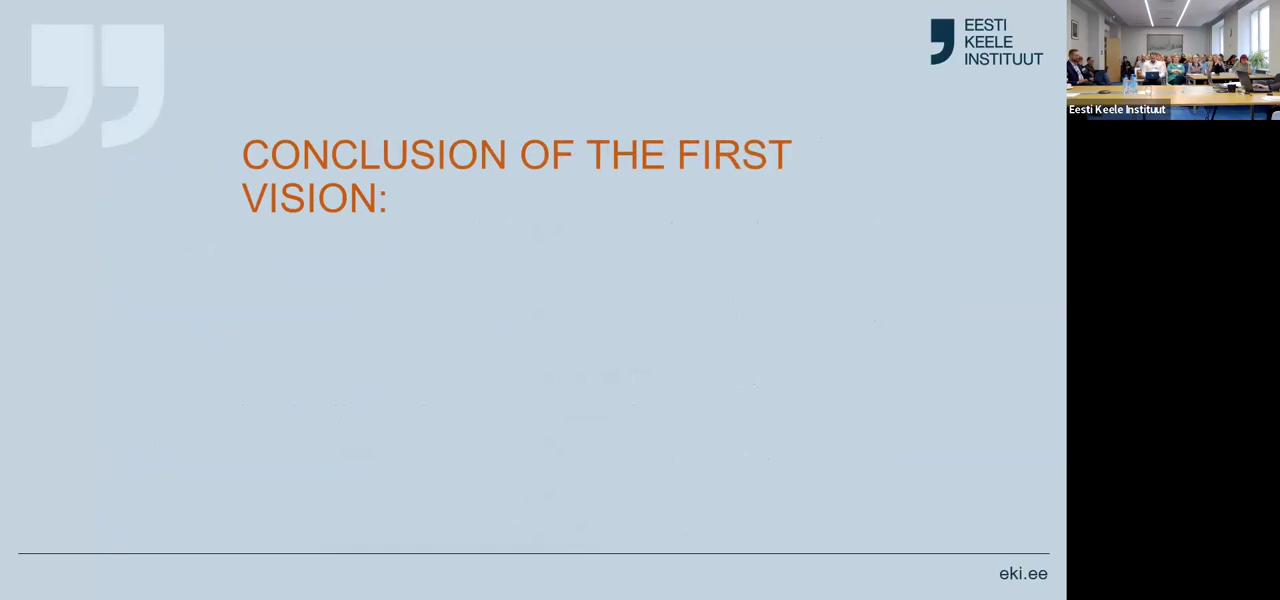 EESTI
KEELE
INSTITUUT
CONCLUSION OF THE FIRST
VISION:
eki.ee
Eesti Keele Instituut